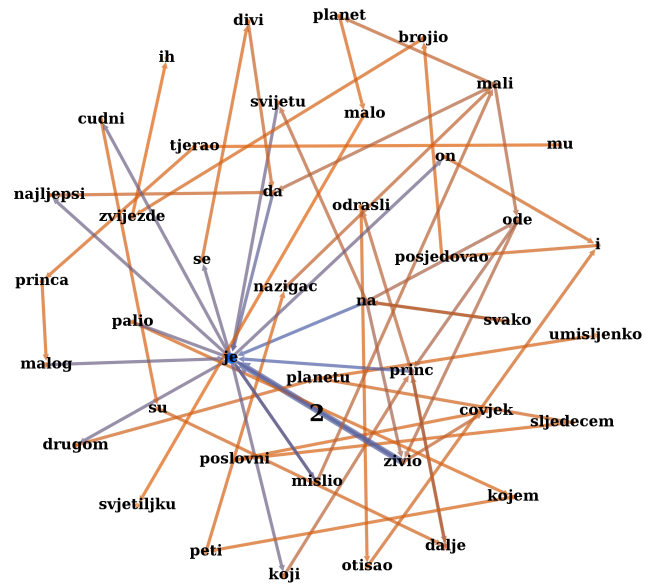 divi
planet
brojio
ih
mali
svijetu
malo
cudni
tjerao
mu
on
najljepsi
da
odrasli
zvijezde
ode
i
se
posjedovao
princa
nazigac
na
palio
svako
umisljenko
malog
je
princ
planetu
su
2
covjek
sljedecem
drugom
poslovni
zivio
mislio
kojem
svjetiljku
peti
dalje
koji
otisao